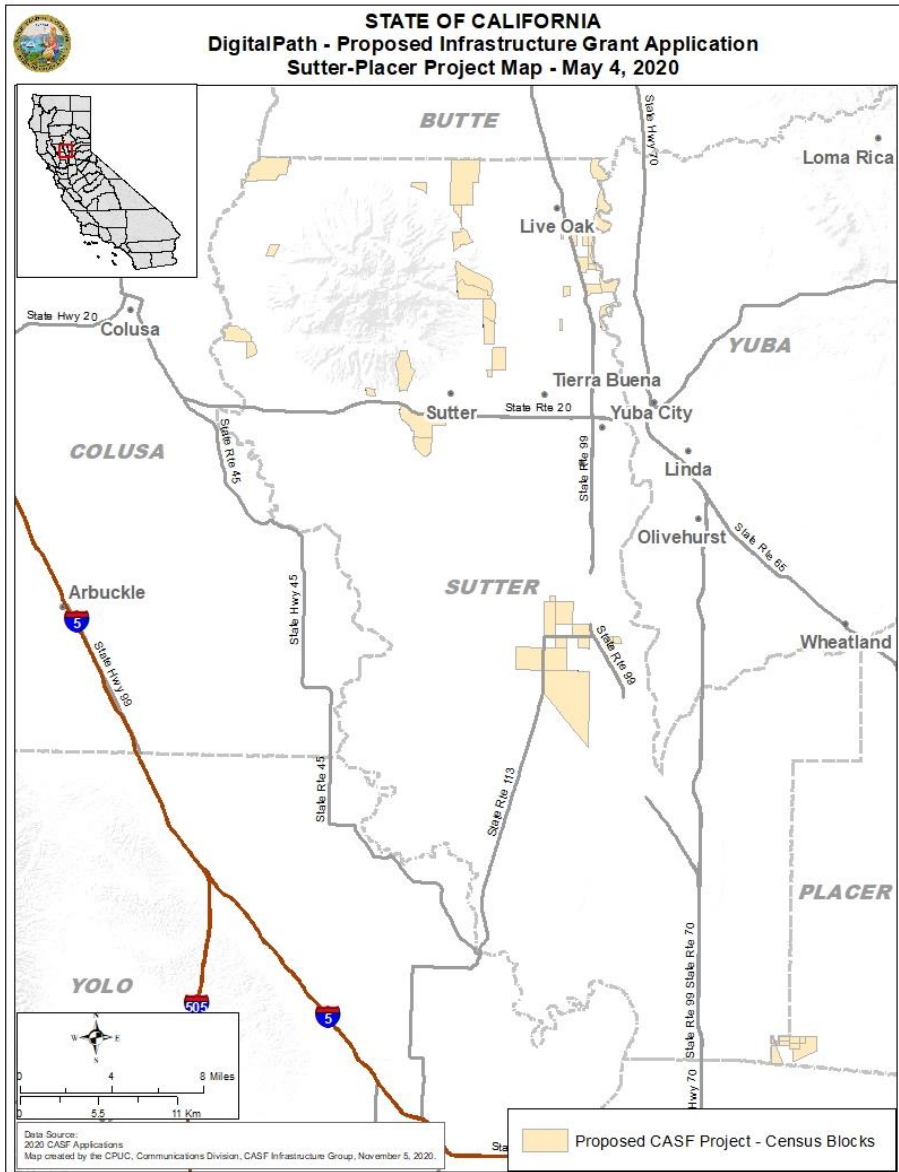 STATE OF CALIFORNIA
DigitalPath - Proposed Infrastructure Grant Application
Sutter-Placer Project Map - May 4, 2020
BUTTE
State Hwy 70
Loma Rica
Live Oak
State Hwy 20
Colusa
YUBA
Tierra Buena
Sutter
State Rte 20
Yuba City
COLUSA
State Rte 45
State Rte 99
Linda
Olivehurst
State Rte 65
SUTTER
Arbuckle
5
State Hwy 45
State Rte 99
Wheatland
State Hwy 99
State Rte 45
State Rte 113
PLACER
State Rte 99 State Rte 70
YOLO
505
5
N
W E
S
Hwy 70
0 4 8 Miles
0 5.5 11 Km
Data Source:
2020 CASF Applications
Map created by the CPUC, Communications Division, CASF Infrastructure Group, November 5, 2020.
Proposed CASF Project - Census Blocks